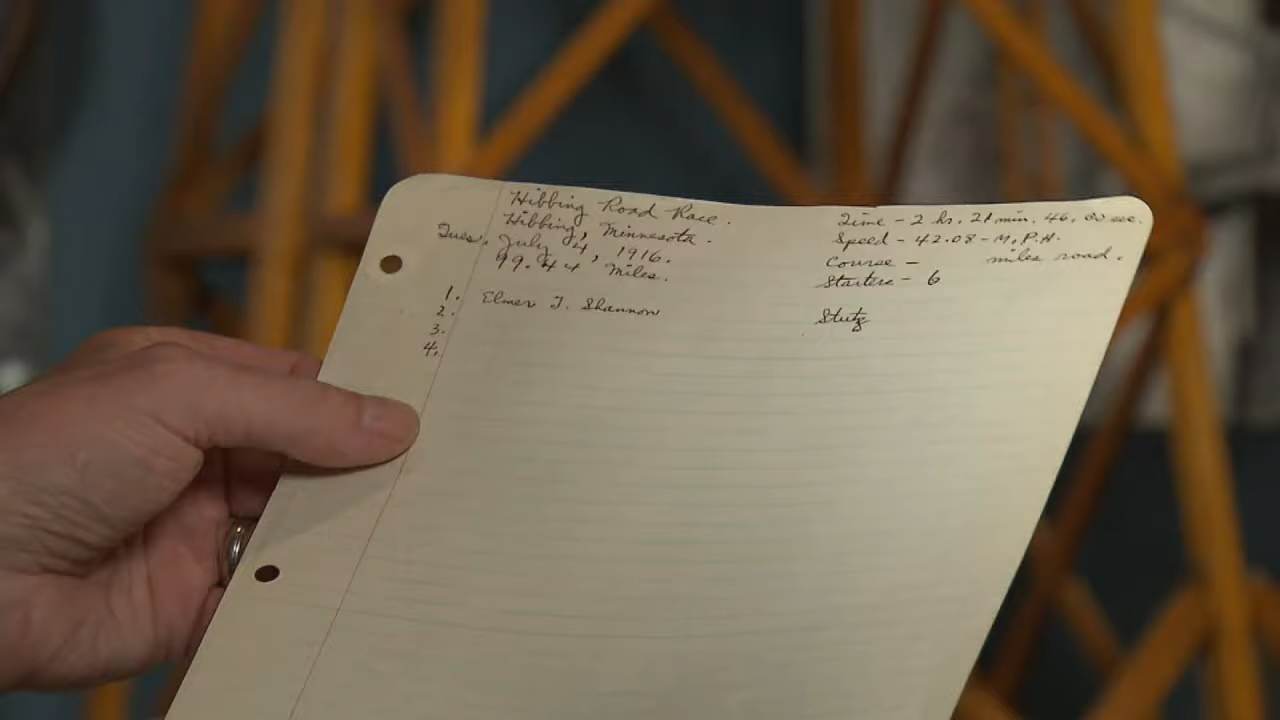 Hibbing Road Race.
Hibbing, Minnesota.
Tues. July 4, 1916.
99.44 Miles.
Time - 2 hr. 21 min. 46.00 sec.
Speed - 42.08 - M.P.H.
Course - miles road.
Starters - 6
1. Elmer T. Shannon Stutz
2.
3.
4.